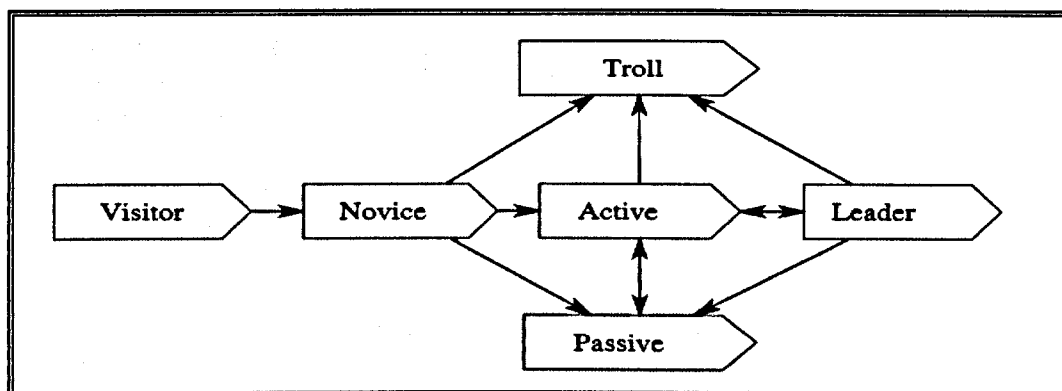 Troll
Visitor
Novice
Active
Leader
Passive